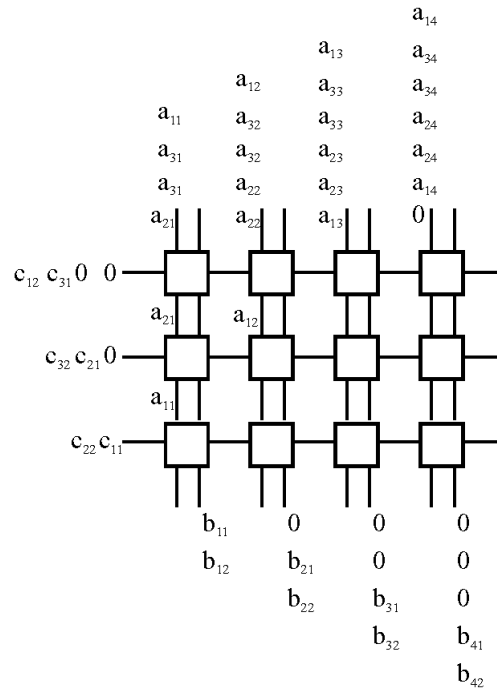 a₁₄
a₁₃ a₃₄
a₁₂ a₃₃ a₃₄
a₁₁ a₃₂ a₃₃ a₂₄
a₃₁ a₃₂ a₂₃ a₂₄
a₃₁ a₂₂ a₂₃ a₁₄
a₂₁ a₂₂ a₁₃ 0
c₁₂ c₃₁ 0 0
a₂₁ a₁₂
c₃₂ c₂₁ 0
a₁₁
c₂₂ c₁₁
b₁₁ 0 0 0
b₁₂ b₂₁ 0 0
b₂₂ b₃₁ 0
b₃₂ b₄₁
b₄₂